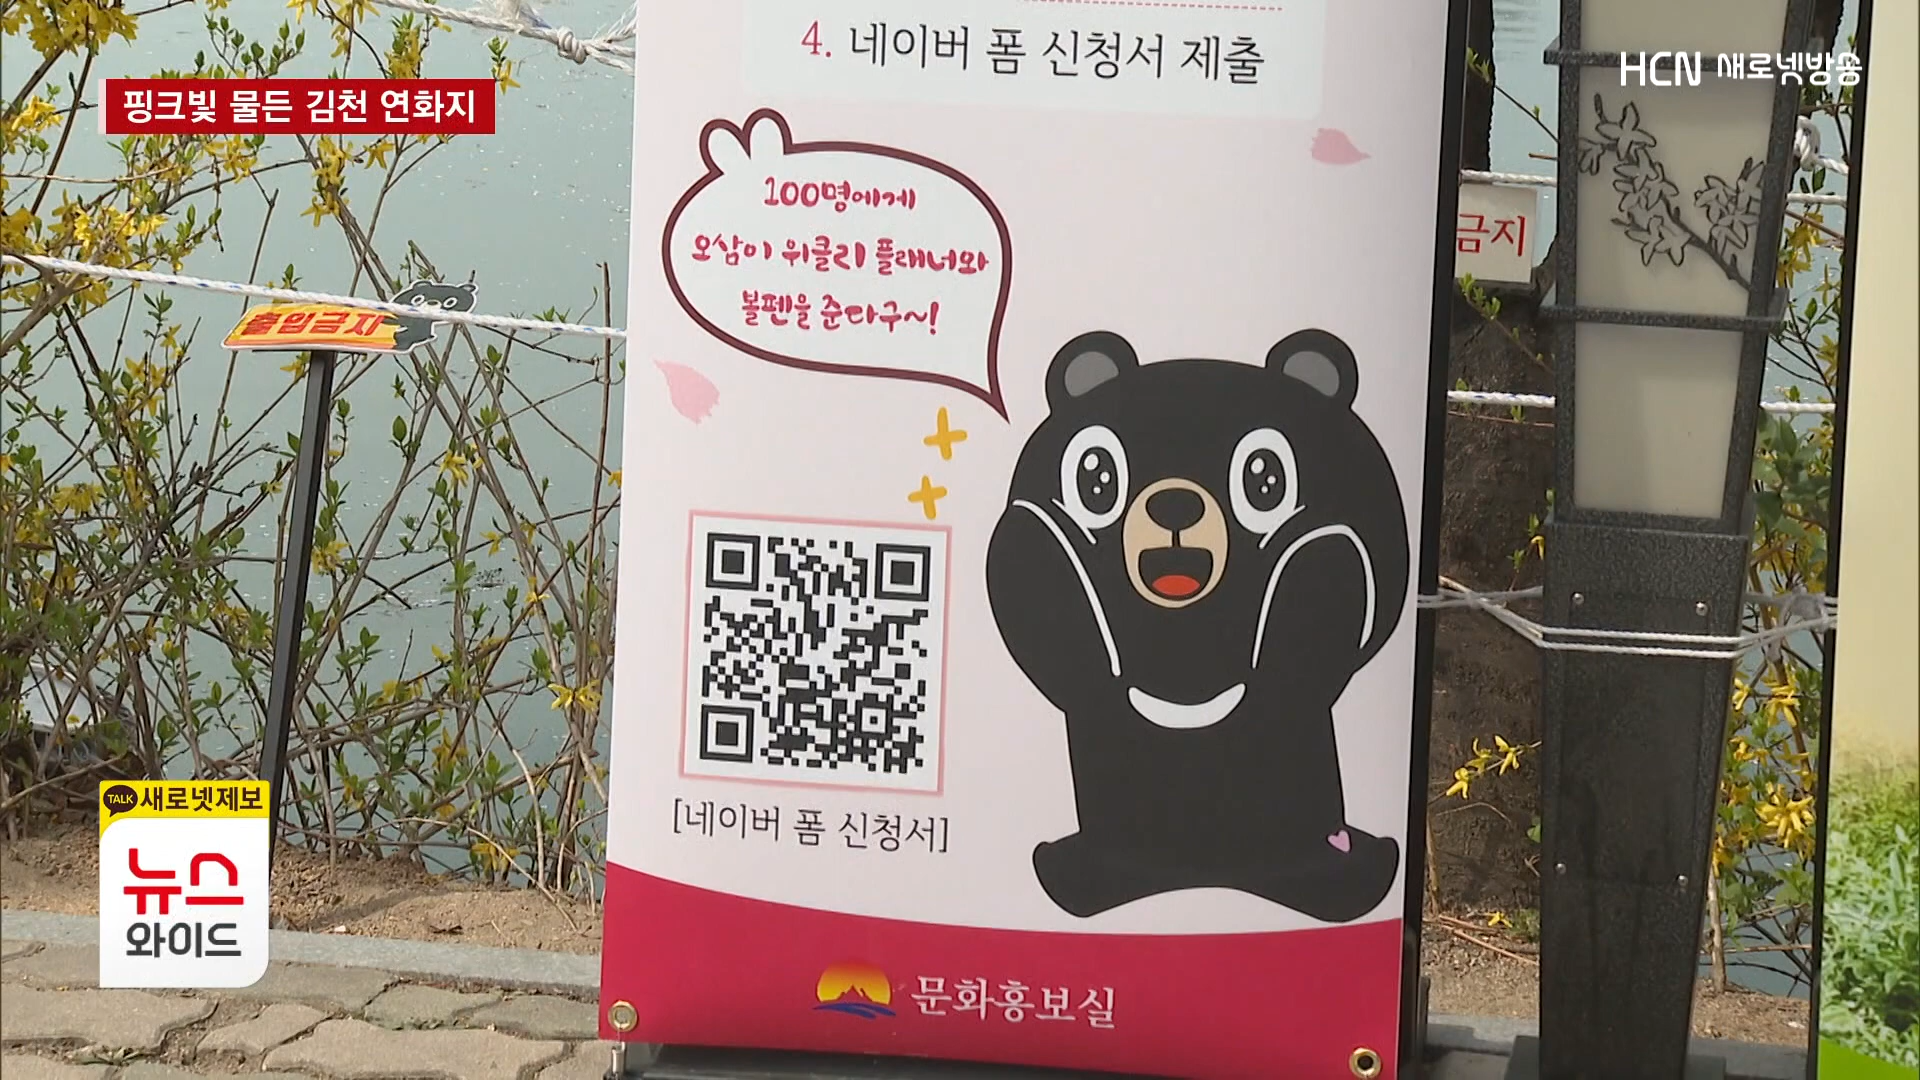 4. 네이버 폼 신청서 제출
HCN 새로넷방송
핑크빛 물든 김천 연화지
100명에게
오삼이 위클리 플래너와
볼펜을 준다구~!
금지
출입금지
[네이버 폼 신청서]
TALK 새로넷제보
뉴스
와이드
문화홍보실